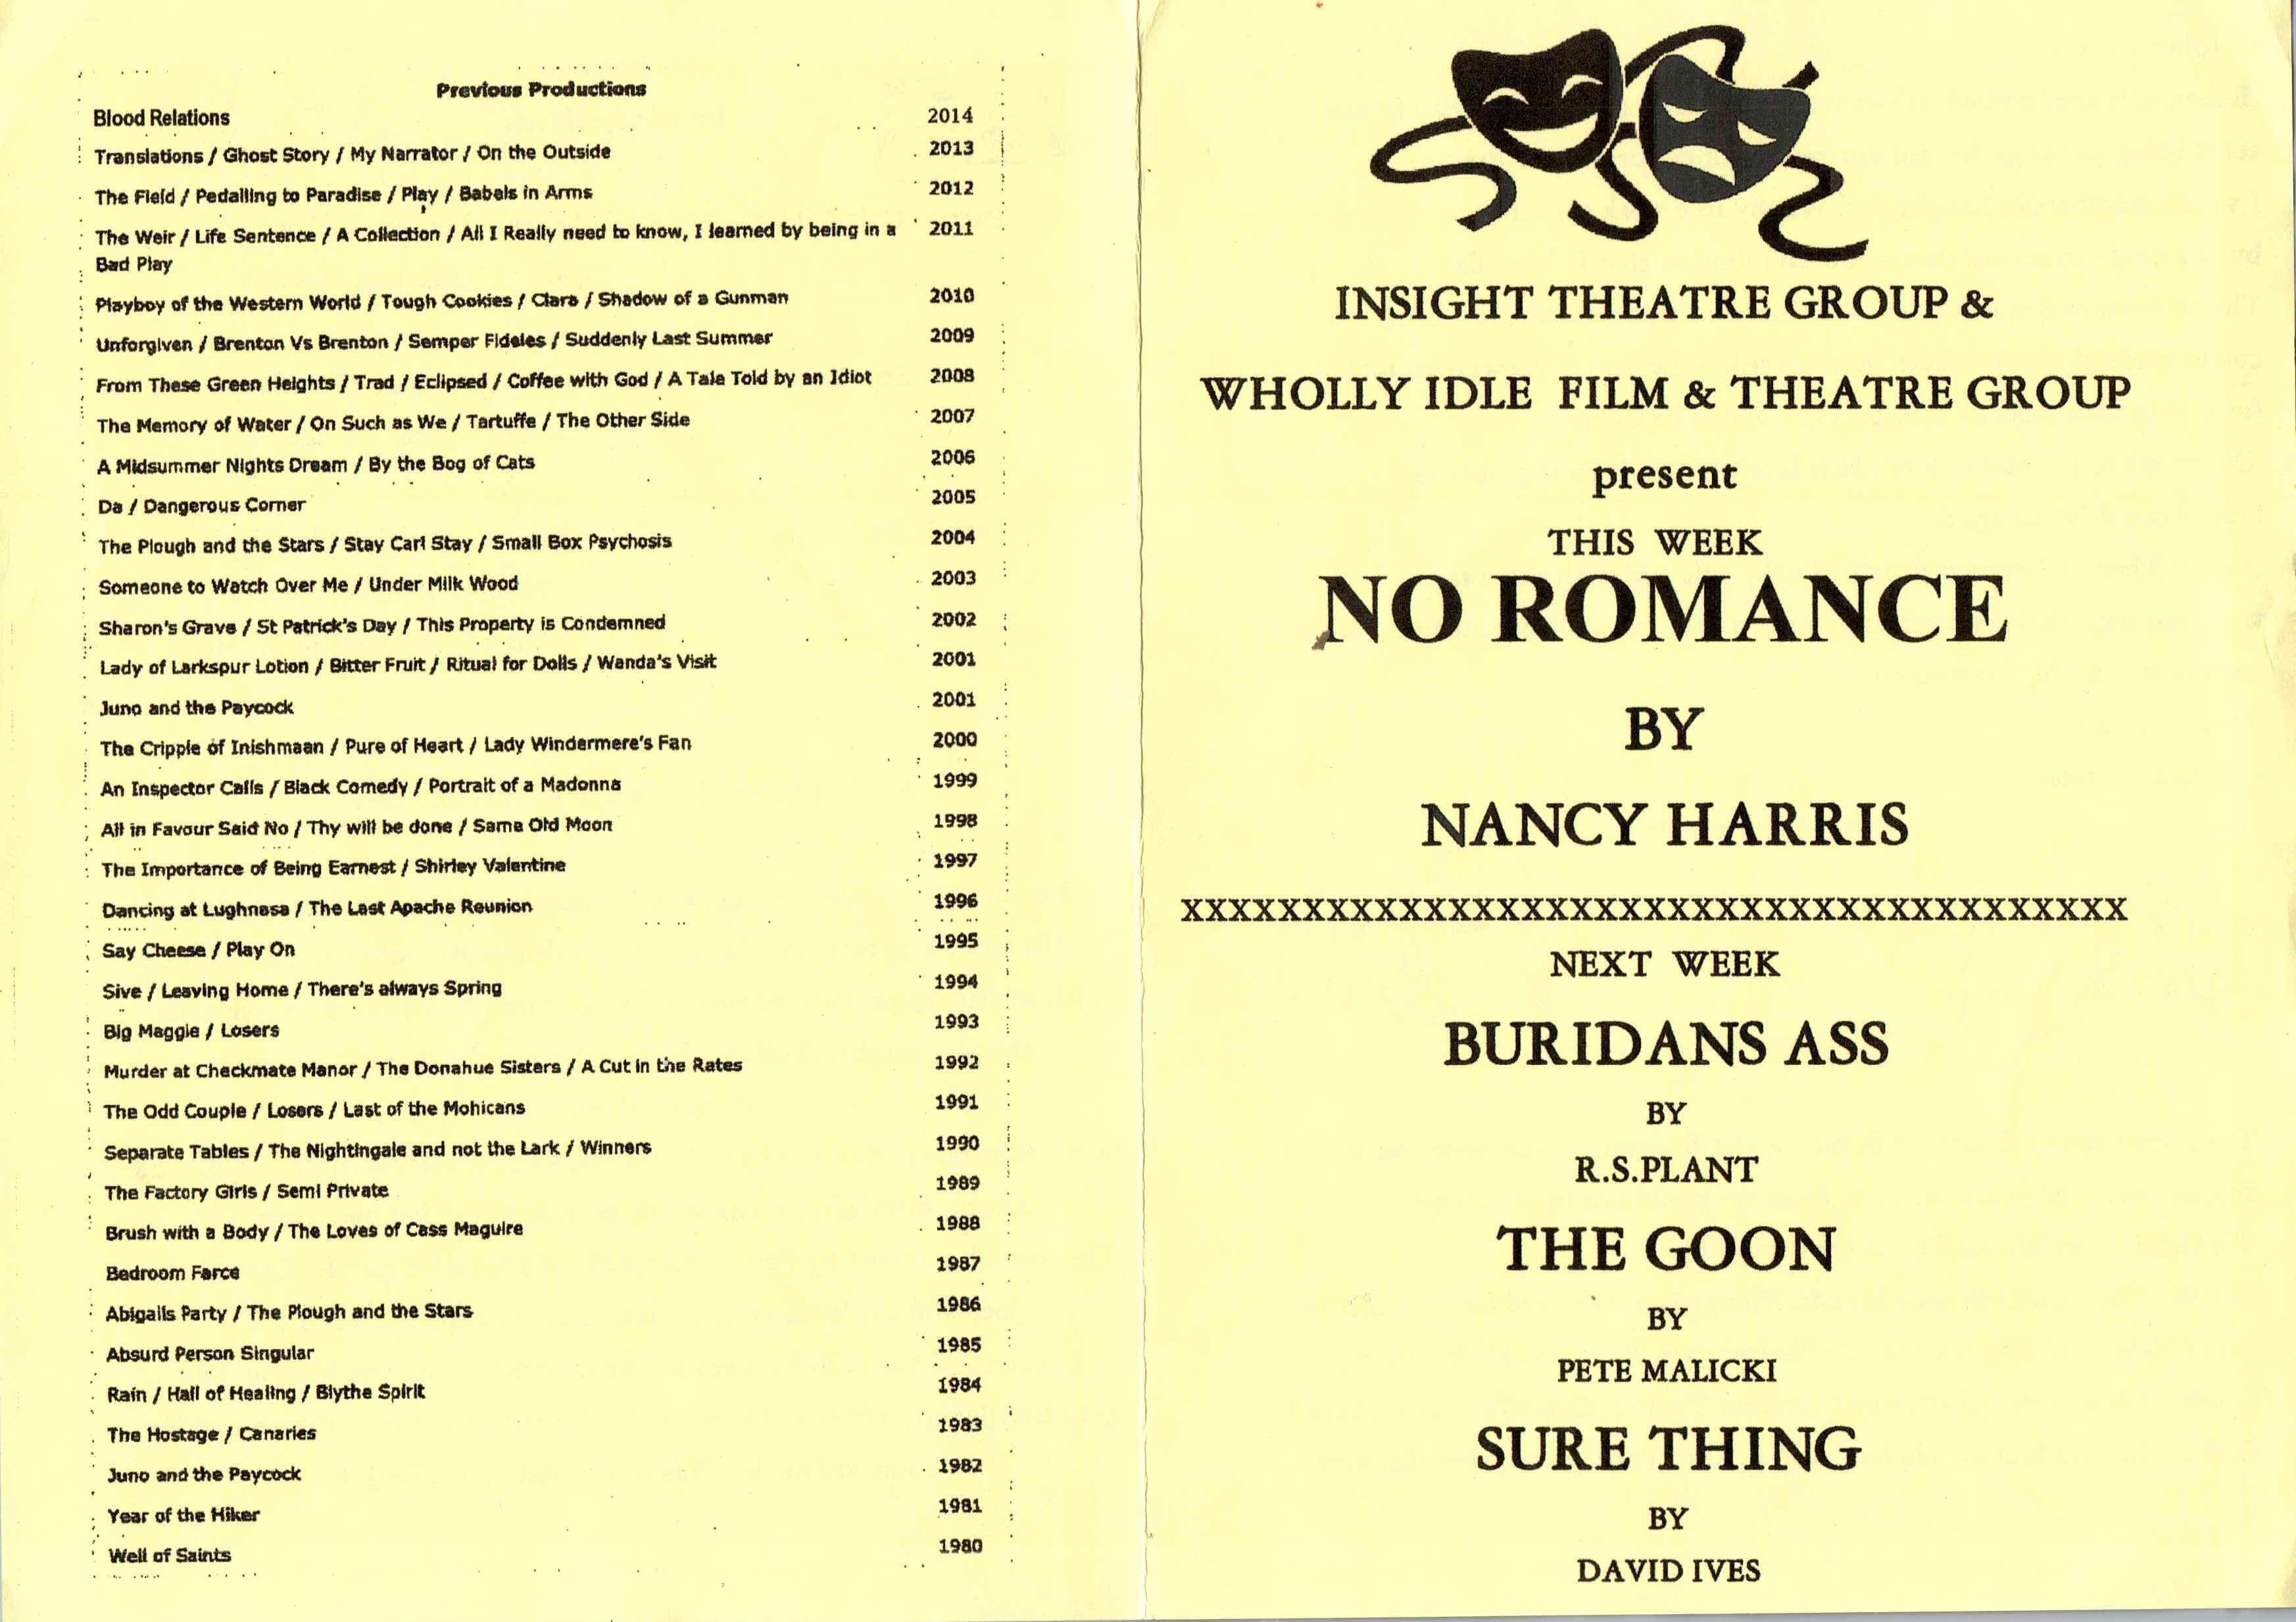 Previous Productions
Blood Relations 2014
Translations / Ghost Story / My Narrator / On the Outside 2013
The Field / Pedalling to Paradise / Play / Babels in Arms 2012
The Weir / Life Sentence / A Collection / All I Really need to know, I learned by being in a 2011
Bad Play
Playboy of the Western World / Tough Cookies / Clara / Shadow of a Gunman 2010
Unforgiven / Brenton Vs Brenton / Semper Fideles / Suddenly Last Summer 2009
From These Green Heights / Trad / Eclipsed / Coffee with God / A Tale Told by an Idiot 2008
The Memory of Water / On Such as We / Tartuffe / The Other Side 2007
A Midsummer Nights Dream / By the Bog of Cats 2006
Da / Dangerous Corner 2005
The Plough and the Stars / Stay Carl Stay / Small Box Psychosis 2004
Someone to Watch Over Me / Under Milk Wood 2003
Sharon's Grave / St Patrick's Day / This Property is Condemned 2002
Lady of Larkspur Lotion / Bitter Fruit / Ritual for Dolls / Wanda's Visit 2001
Juno and the Paycock 2001
The Cripple of Inishmaan / Pure of Heart / Lady Windermere's Fan 2000
An Inspector Calls / Black Comedy / Portrait of a Madonna 1999
All in Favour Said No / Thy will be done / Same Old Moon 1998
The Importance of Being Earnest / Shirley Valentine 1997
Dancing at Lughnasa / The Last Apache Reunion 1996
Say Cheese / Play On 1995
Sive / Leaving Home / There's always Spring 1994
Big Maggie / Losers 1993
Murder at Checkmate Manor / The Donahue Sisters / A Cut in the Rates 1992
The Odd Couple / Losers / Last of the Mohicans 1991
Separate Tables / The Nightingale and not the Lark / Winners 1990
The Factory Girls / Semi Private 1989
Brush with a Body / The Loves of Cass Maguire 1988
Bedroom Farce 1987
Abigails Party / The Plough and the Stars 1986
Absurd Person Singular 1985
Rain / Hall of Healing / Blythe Spirit 1984
The Hostage / Canaries 1983
Juno and the Paycock 1982
Year of the Hiker 1981
Well of Saints 1980
INSIGHT THEATRE GROUP &
WHOLLY IDLE FILM & THEATRE GROUP
present
THIS WEEK
NO ROMANCE
BY
NANCY HARRIS
XXXXXXXXXXXXXXXXXXXXXXXXXXXXXXXXXXXXXXX
NEXT WEEK
BURIDANS ASS
BY
R.S.PLANT
THE GOON
BY
PETE MALICKI
SURE THING
BY
DAVID IVES